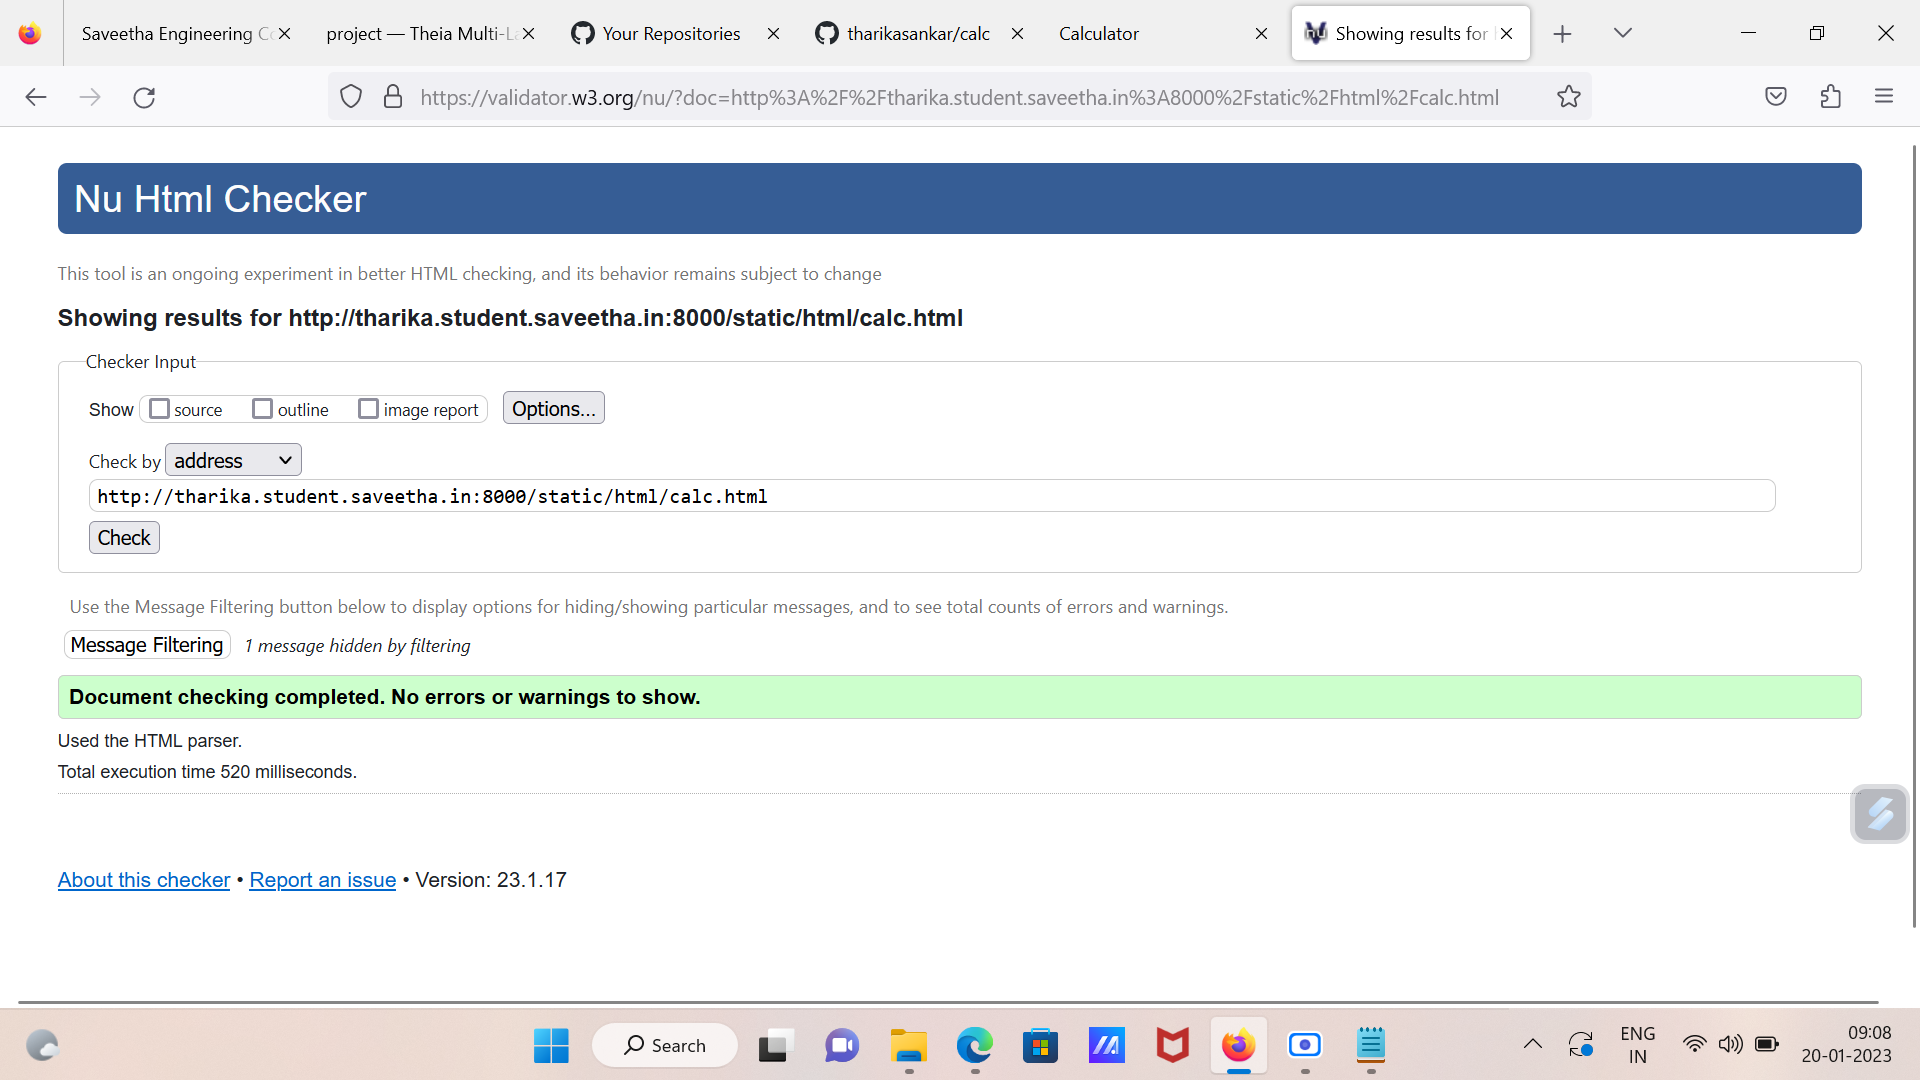 Saveetha Engineering Co
project — Theia Multi-La
Your Repositories
tharikasankar/calc
Calculator
Showing results for
https://validator.w3.org/nu/?doc=http%3A%2F%2Ftharika.student.saveetha.in%3A8000%2Fstatic%2Fhtml%2Fcalc.html
Nu Html Checker
This tool is an ongoing experiment in better HTML checking, and its behavior remains subject to change
Showing results for http://tharika.student.saveetha.in:8000/static/html/calc.html
Checker Input
Show source outline image report Options...
Check by address
http://tharika.student.saveetha.in:8000/static/html/calc.html
Check
Use the Message Filtering button below to display options for hiding/showing particular messages, and to see total counts of errors and warnings.
Message Filtering 1 message hidden by filtering
Document checking completed. No errors or warnings to show.
Used the HTML parser.
Total execution time 520 milliseconds.
About this checker • Report an issue • Version: 23.1.17
Search
ENG
IN
09:08
20-01-2023